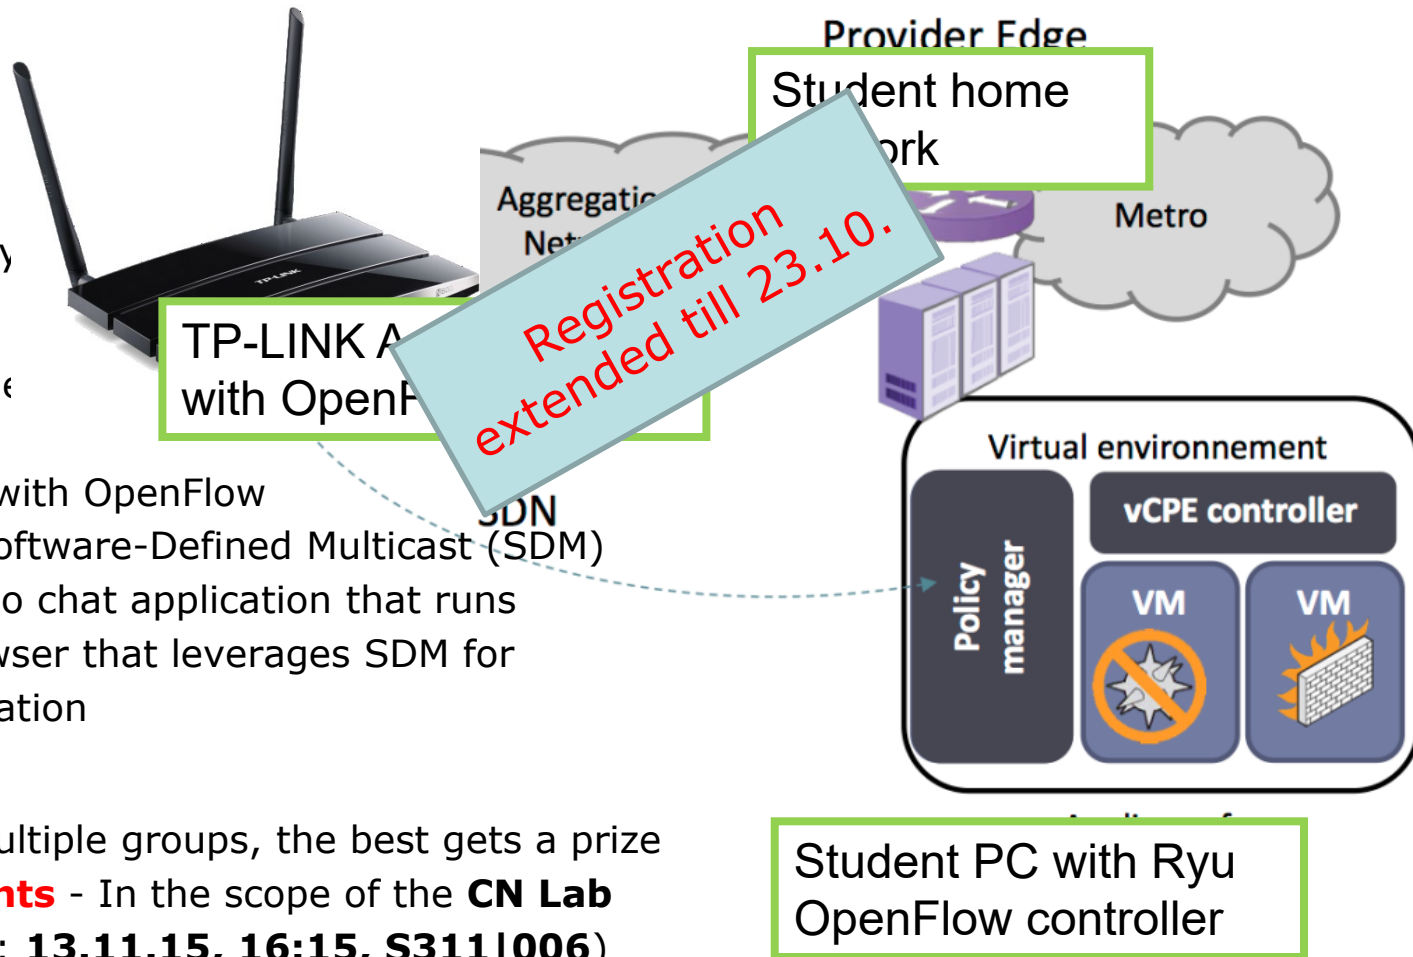 Provider Edge
Student home
TP-LINK
Aggregation
Metro
Registration
extended till 23.10.
TP-LINK A
with OpenF
Virtual environnement
with OpenFlow
SDN
oftware-Defined Multicast (SDM)
o chat application that runs
wser that leverages SDM for
ation
vCPE controller
Policy
manager
VM
VM
ultiple groups, the best gets a prize
nts - In the scope of the CN Lab
: 13.11.15, 16:15, S311|006)
Student PC with Ryu
OpenFlow controller